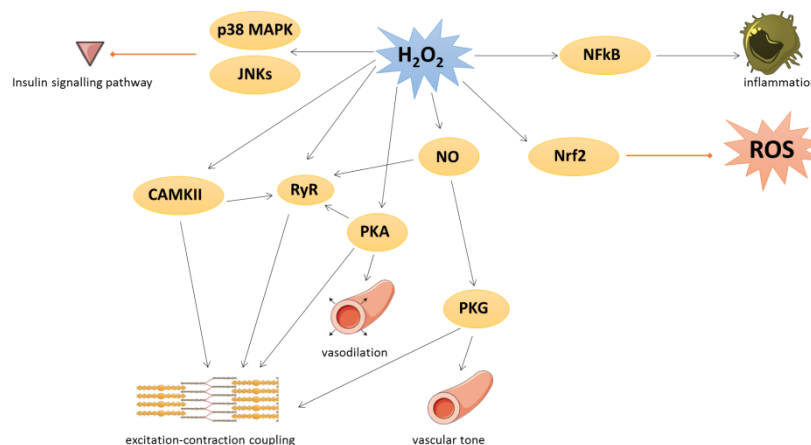 p38 MAPK
H₂O₂
NFkB
JNKs
Insulin signalling pathway
inflammation
NO
Nrf2
ROS
CAMKII
RyR
PKA
PKG
vasodilation
excitation-contraction coupling
vascular tone